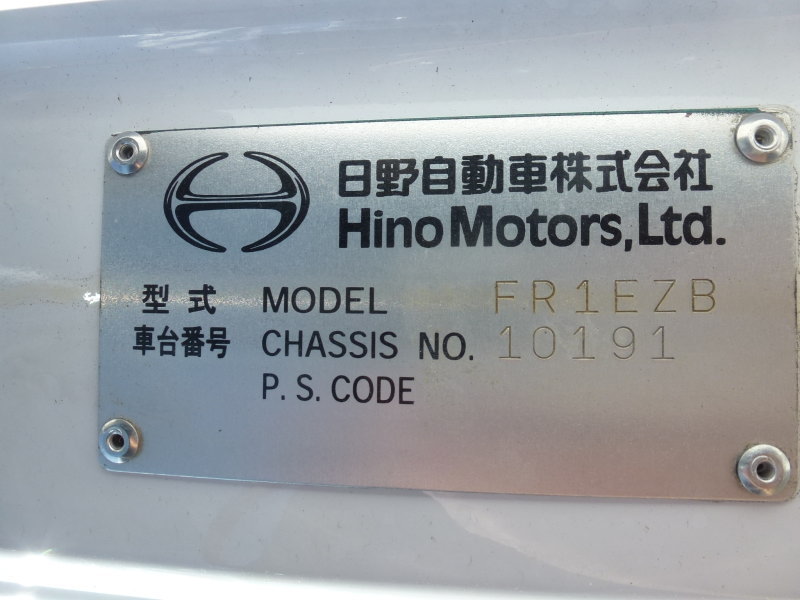 日野自動車株式会社
Hino Motors, Ltd.
型式 MODEL FR1EZB
車台番号 CHASSIS NO. 10191
P. S. CODE